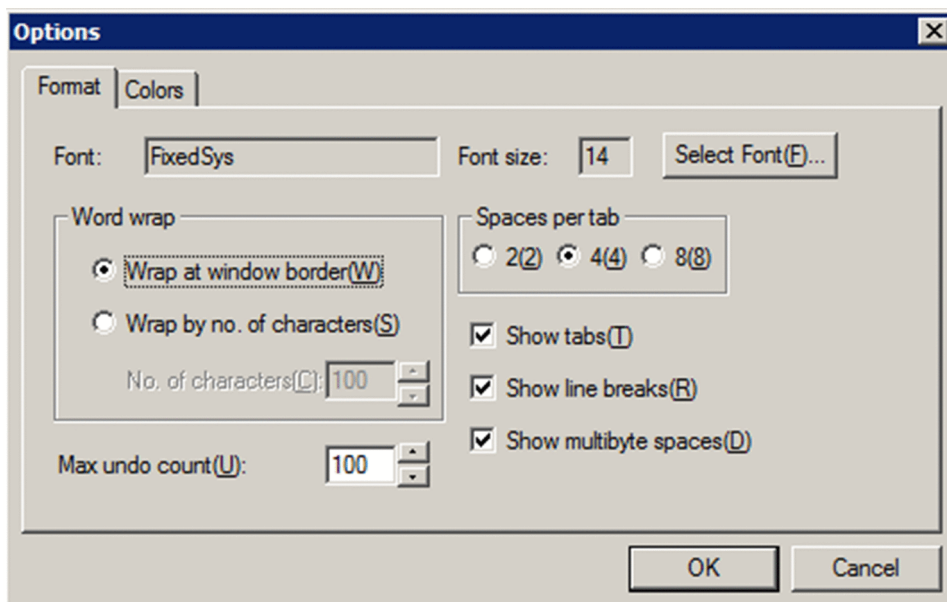 Options
Format Colors
Font: FixedSys Font size: 14 Select Font(F)...
Word wrap
Wrap at window border(W)
Wrap by no. of characters(S)
No. of characters(C): 100
Max undo count(U): 100
Spaces per tab
2(2) 4(4) 8(8)
Show tabs(T)
Show line breaks(R)
Show multibyte spaces(D)
OK Cancel